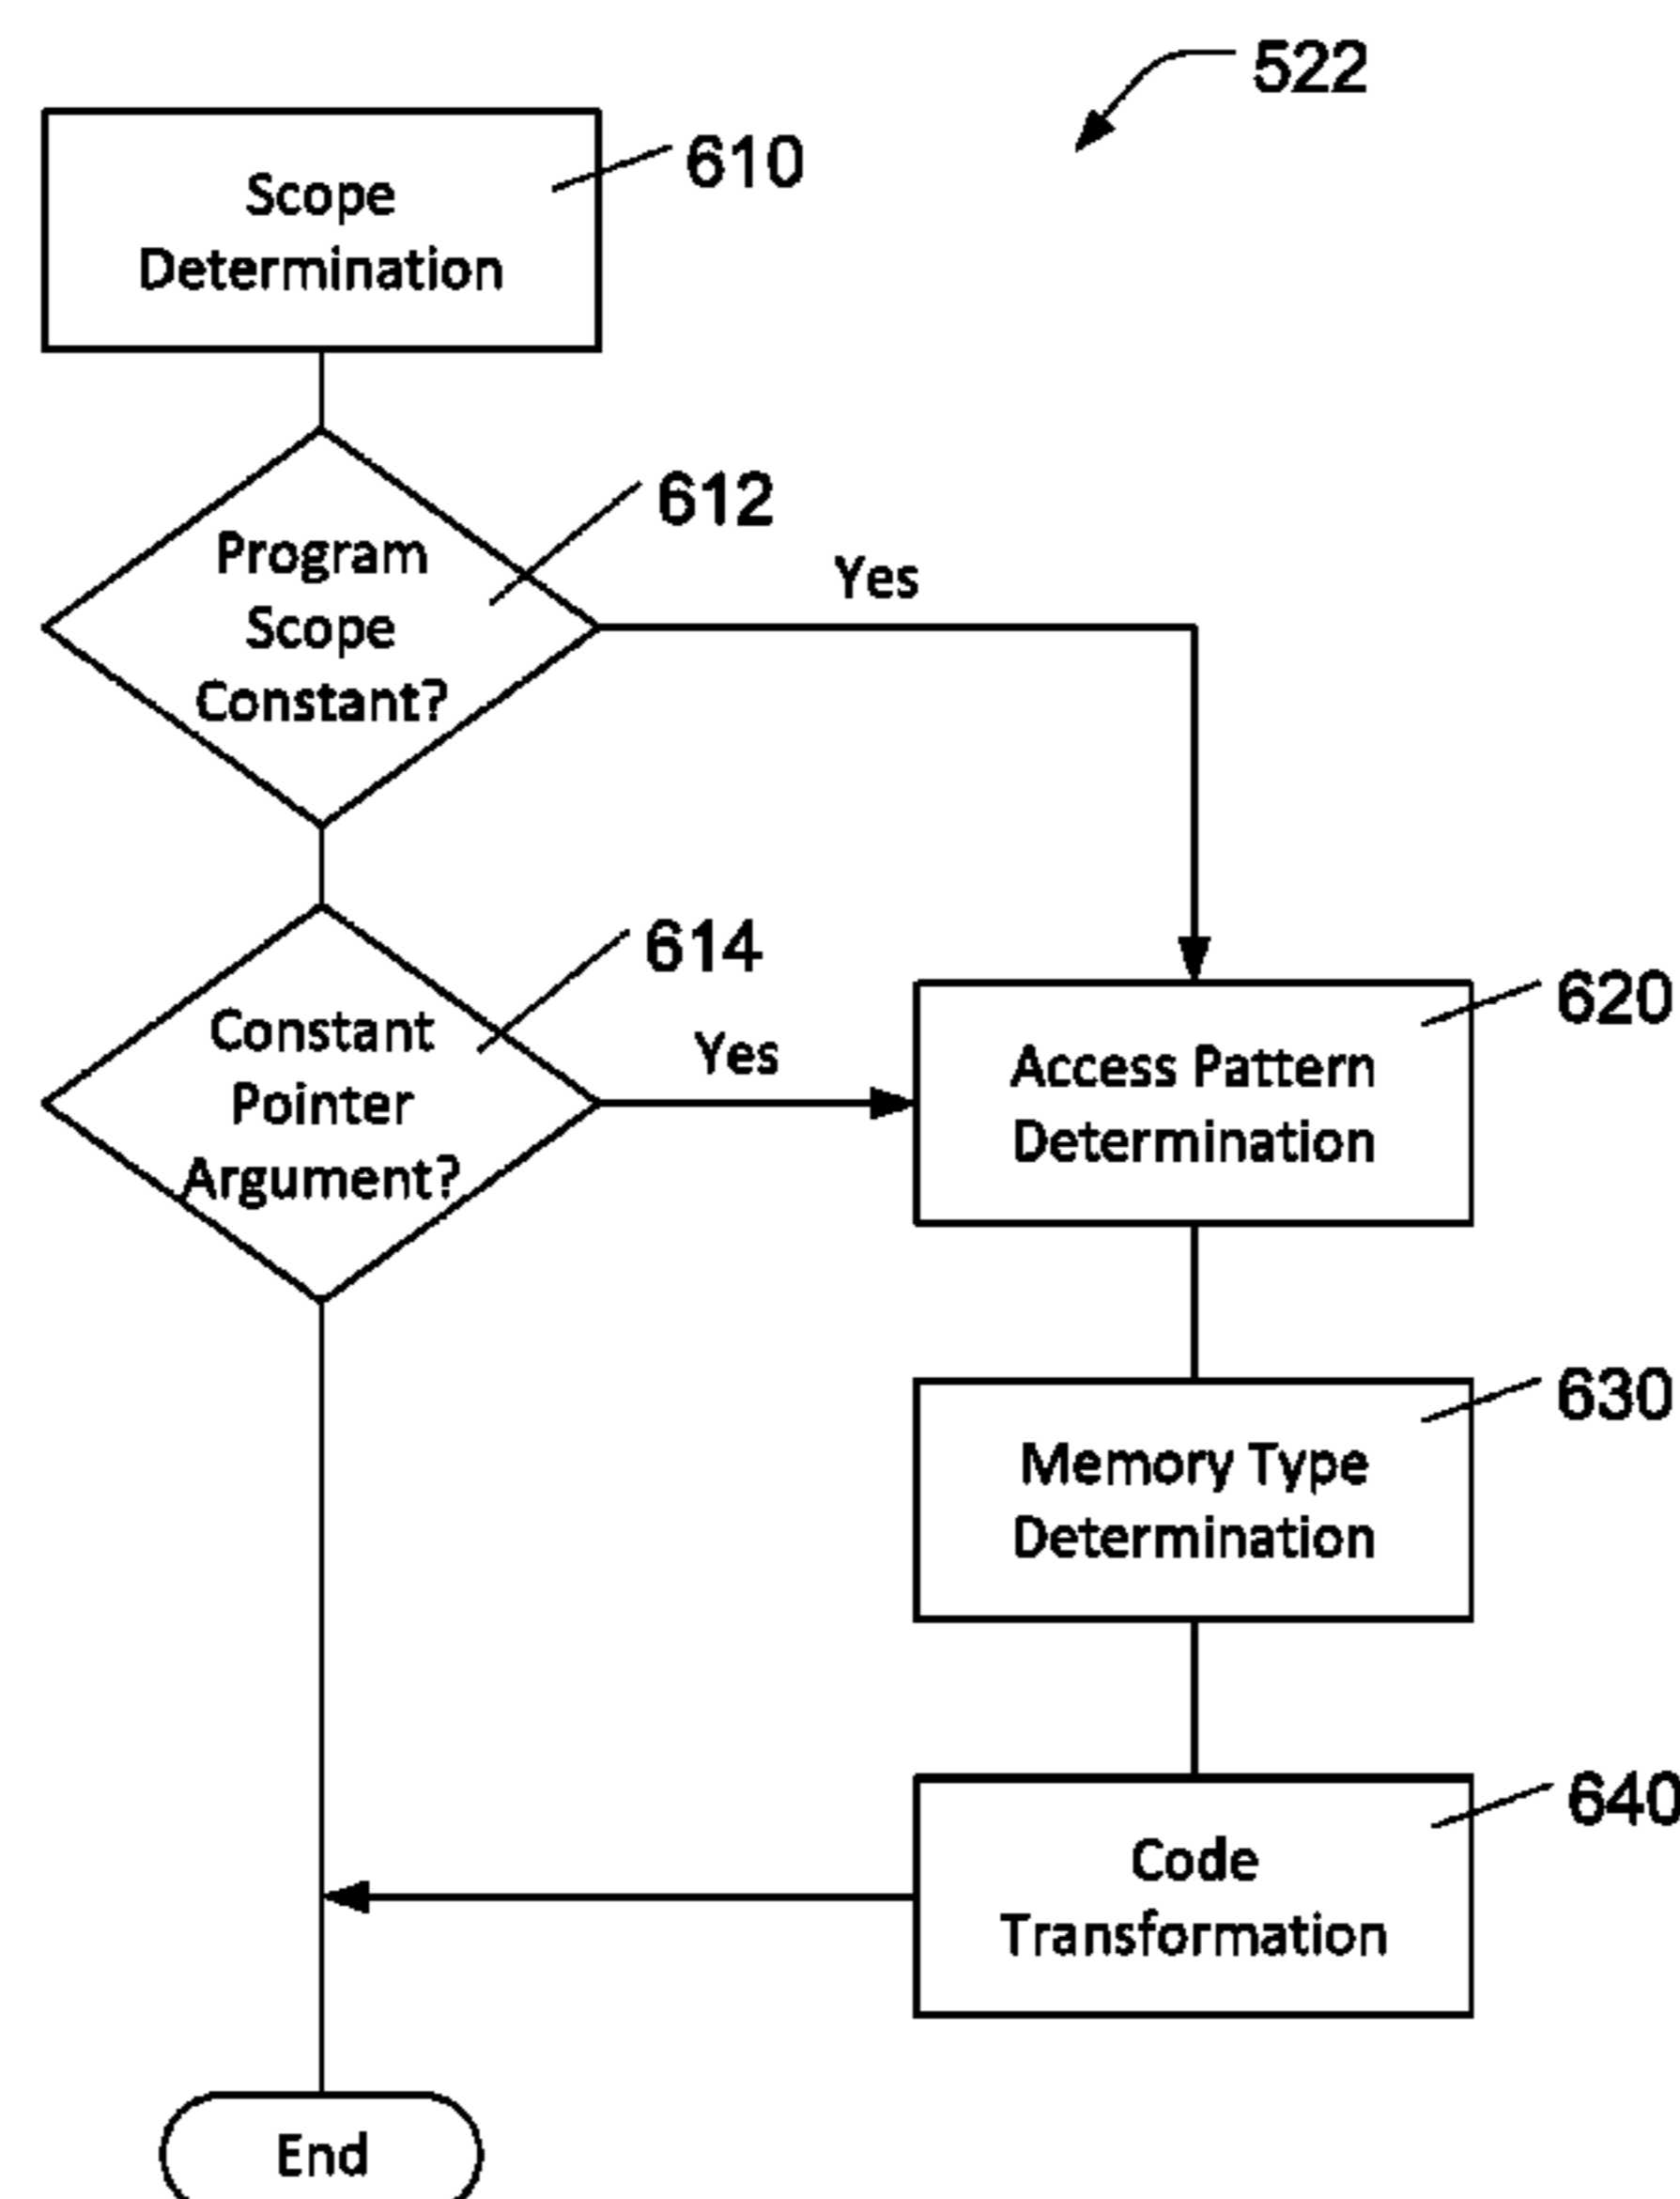 522
610
Scope
Determination
612
Program
Scope
Constant?
Yes
614
Constant
Pointer
Argument?
Yes
620
Access Pattern
Determination
630
Memory Type
Determination
640
Code
Transformation
End